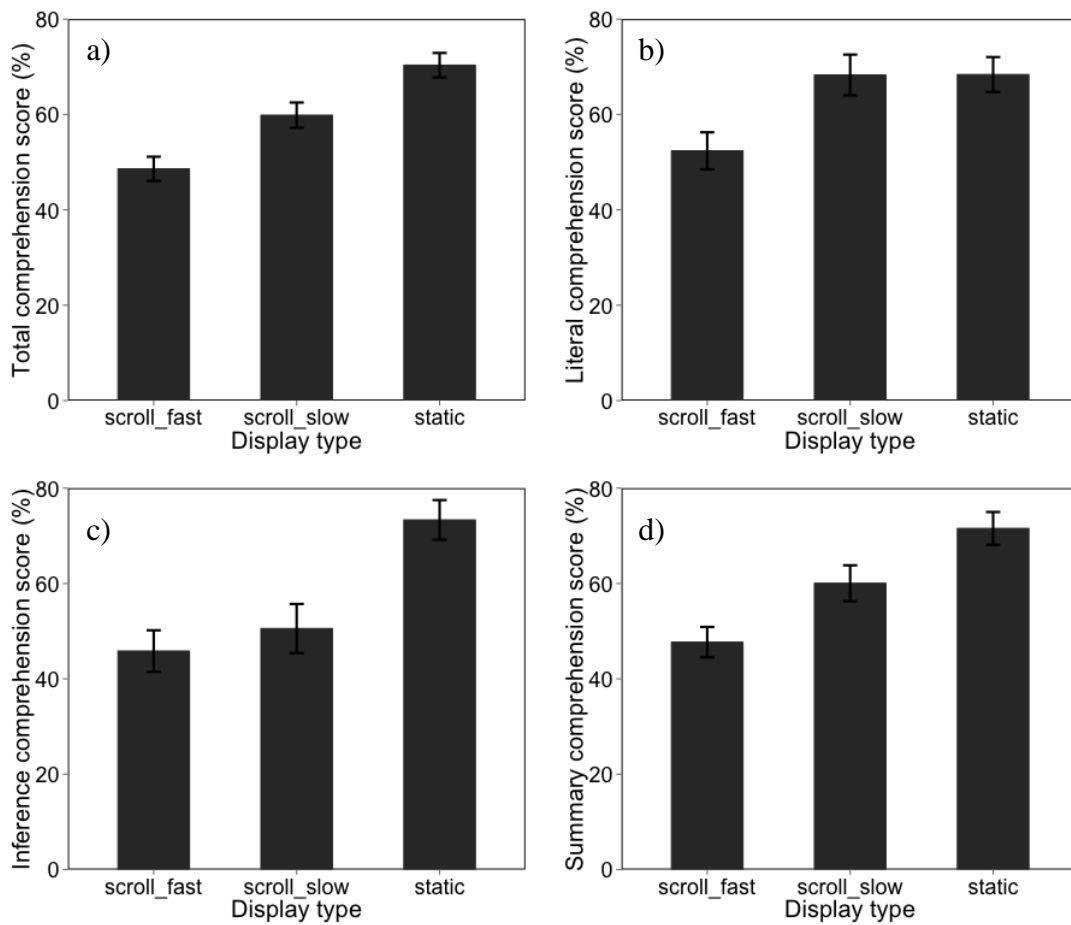 a)
Total comprehension score (%)
80
60
40
20
0
scroll_fast scroll_slow static
Display type
b)
Literal comprehension score (%)
80
60
40
20
0
scroll_fast scroll_slow static
Display type
c)
Inference comprehension score (%)
80
60
40
20
0
scroll_fast scroll_slow static
Display type
d)
Summary comprehension score (%)
80
60
40
20
0
scroll_fast scroll_slow static
Display type